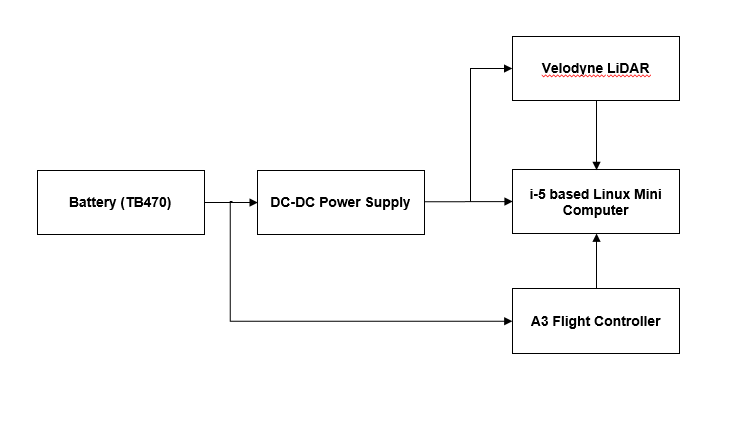 Velodyne LiDAR
Battery (TB470)
DC-DC Power Supply
i-5 based Linux Mini
Computer
A3 Flight Controller